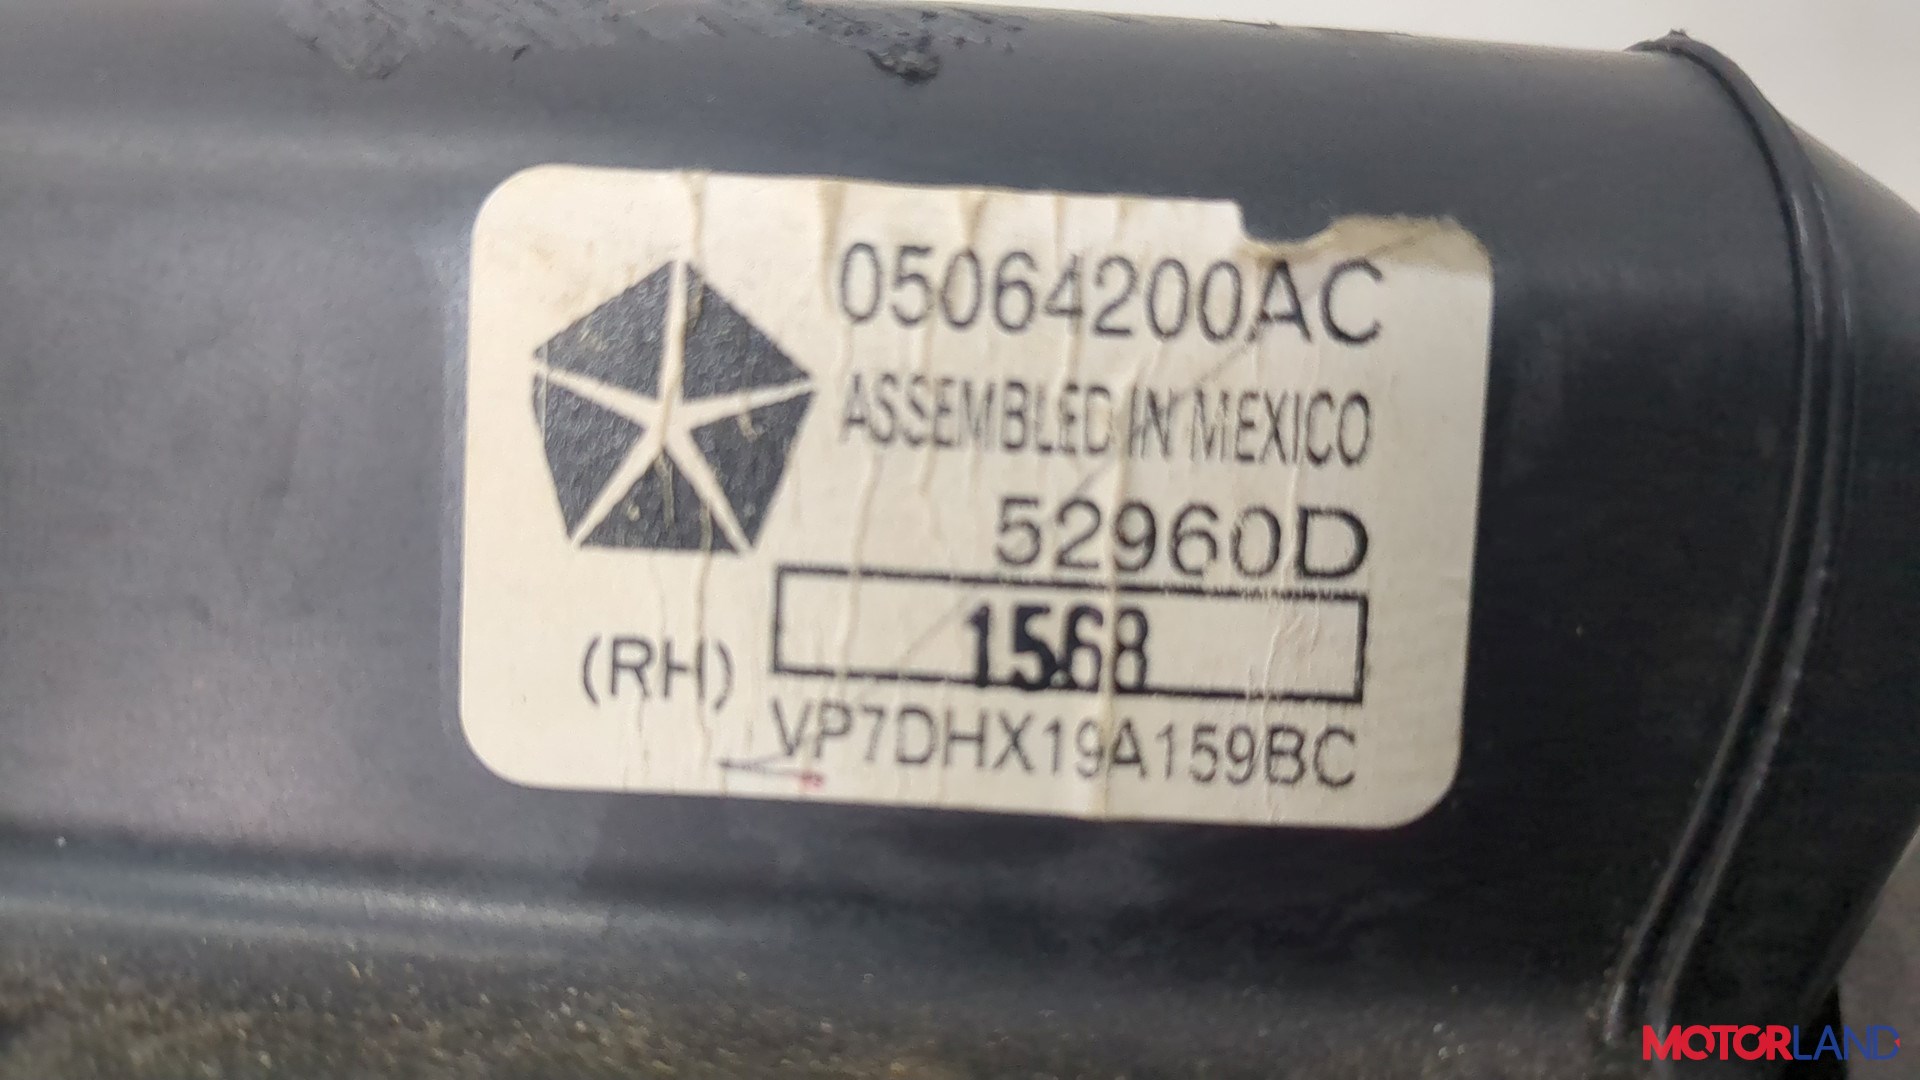 05064200AC
ASSEMBLED IN MEXICO
52960D
1568
(RH)
VP7DHX19A159BC
MOTORLAND